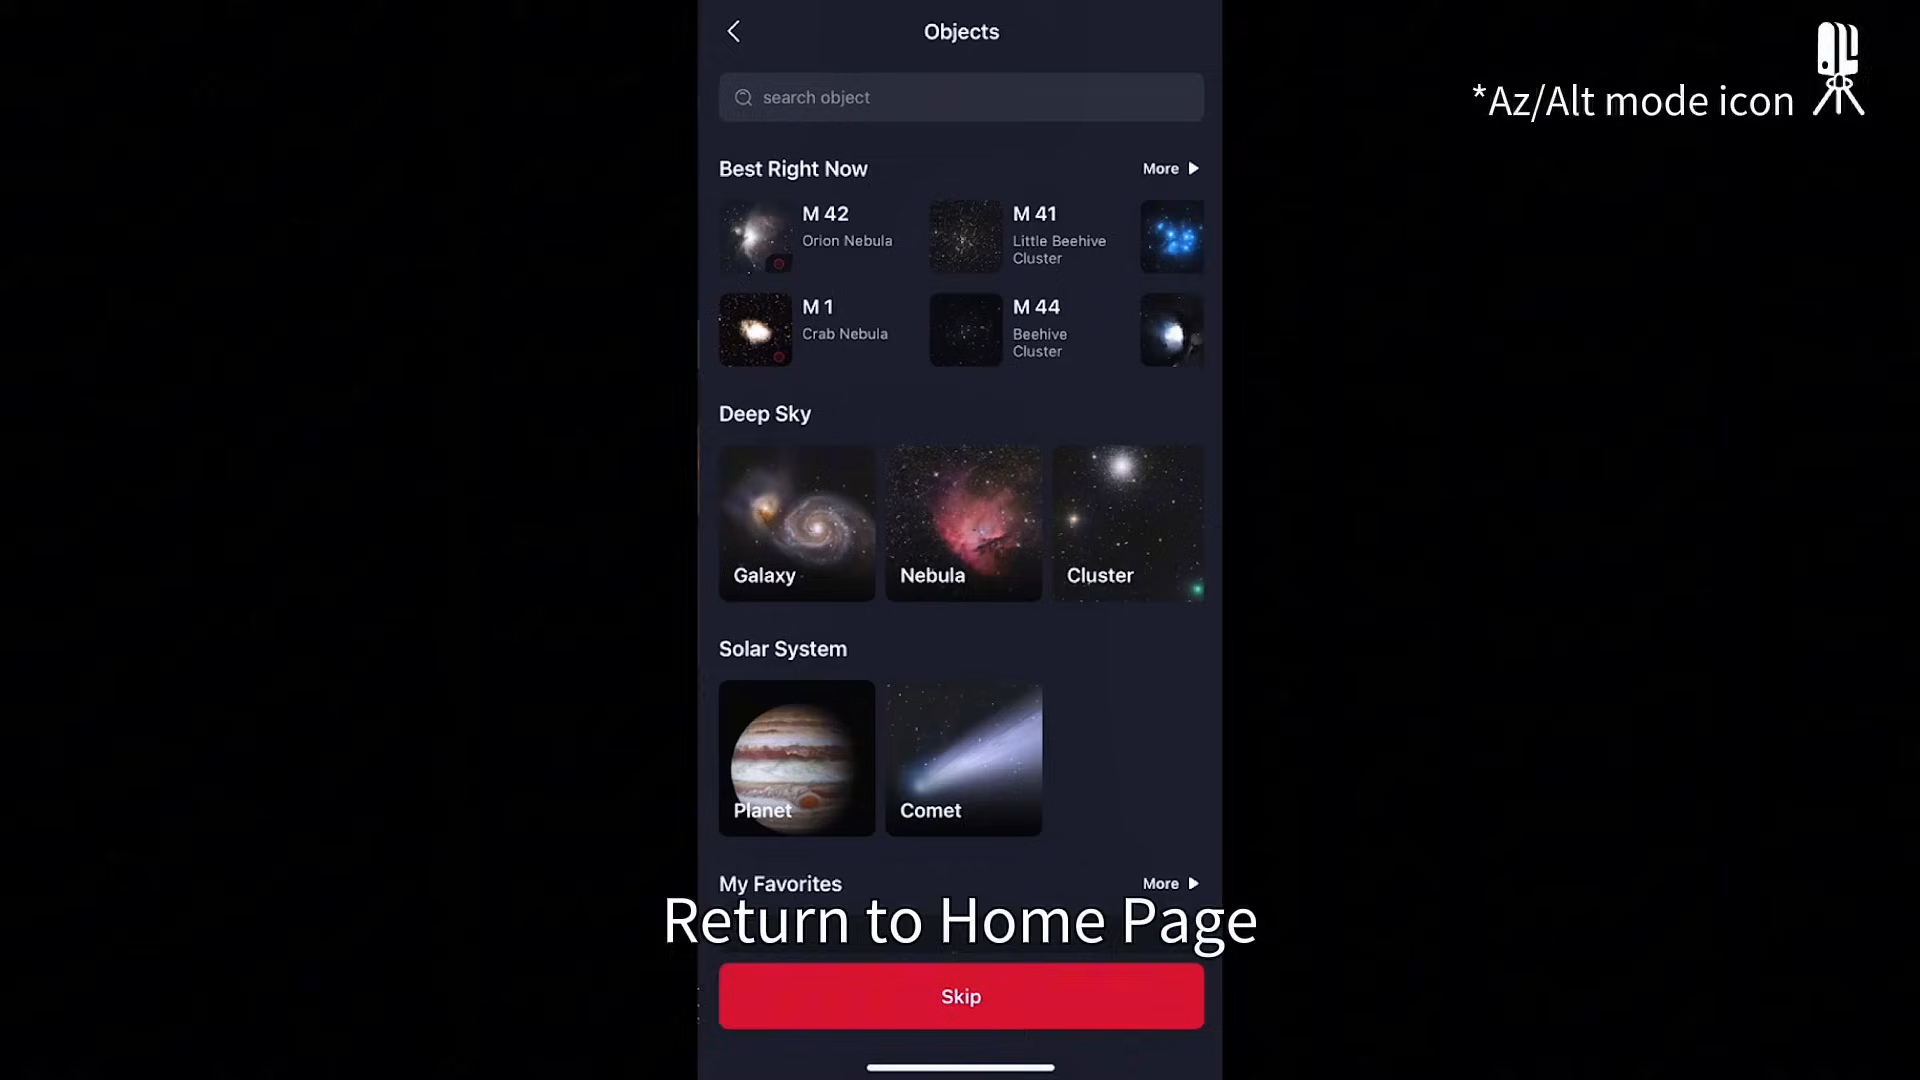 Objects
search object
*Az/Alt mode icon
Best Right Now
More
M 42
Orion Nebula
M 41
Little Beehive
Cluster
M 1
Crab Nebula
M 44
Beehive
Cluster
Deep Sky
Galaxy
Nebula
Cluster
Solar System
Planet
Comet
My Favorites
More
Return to Home Page
Skip